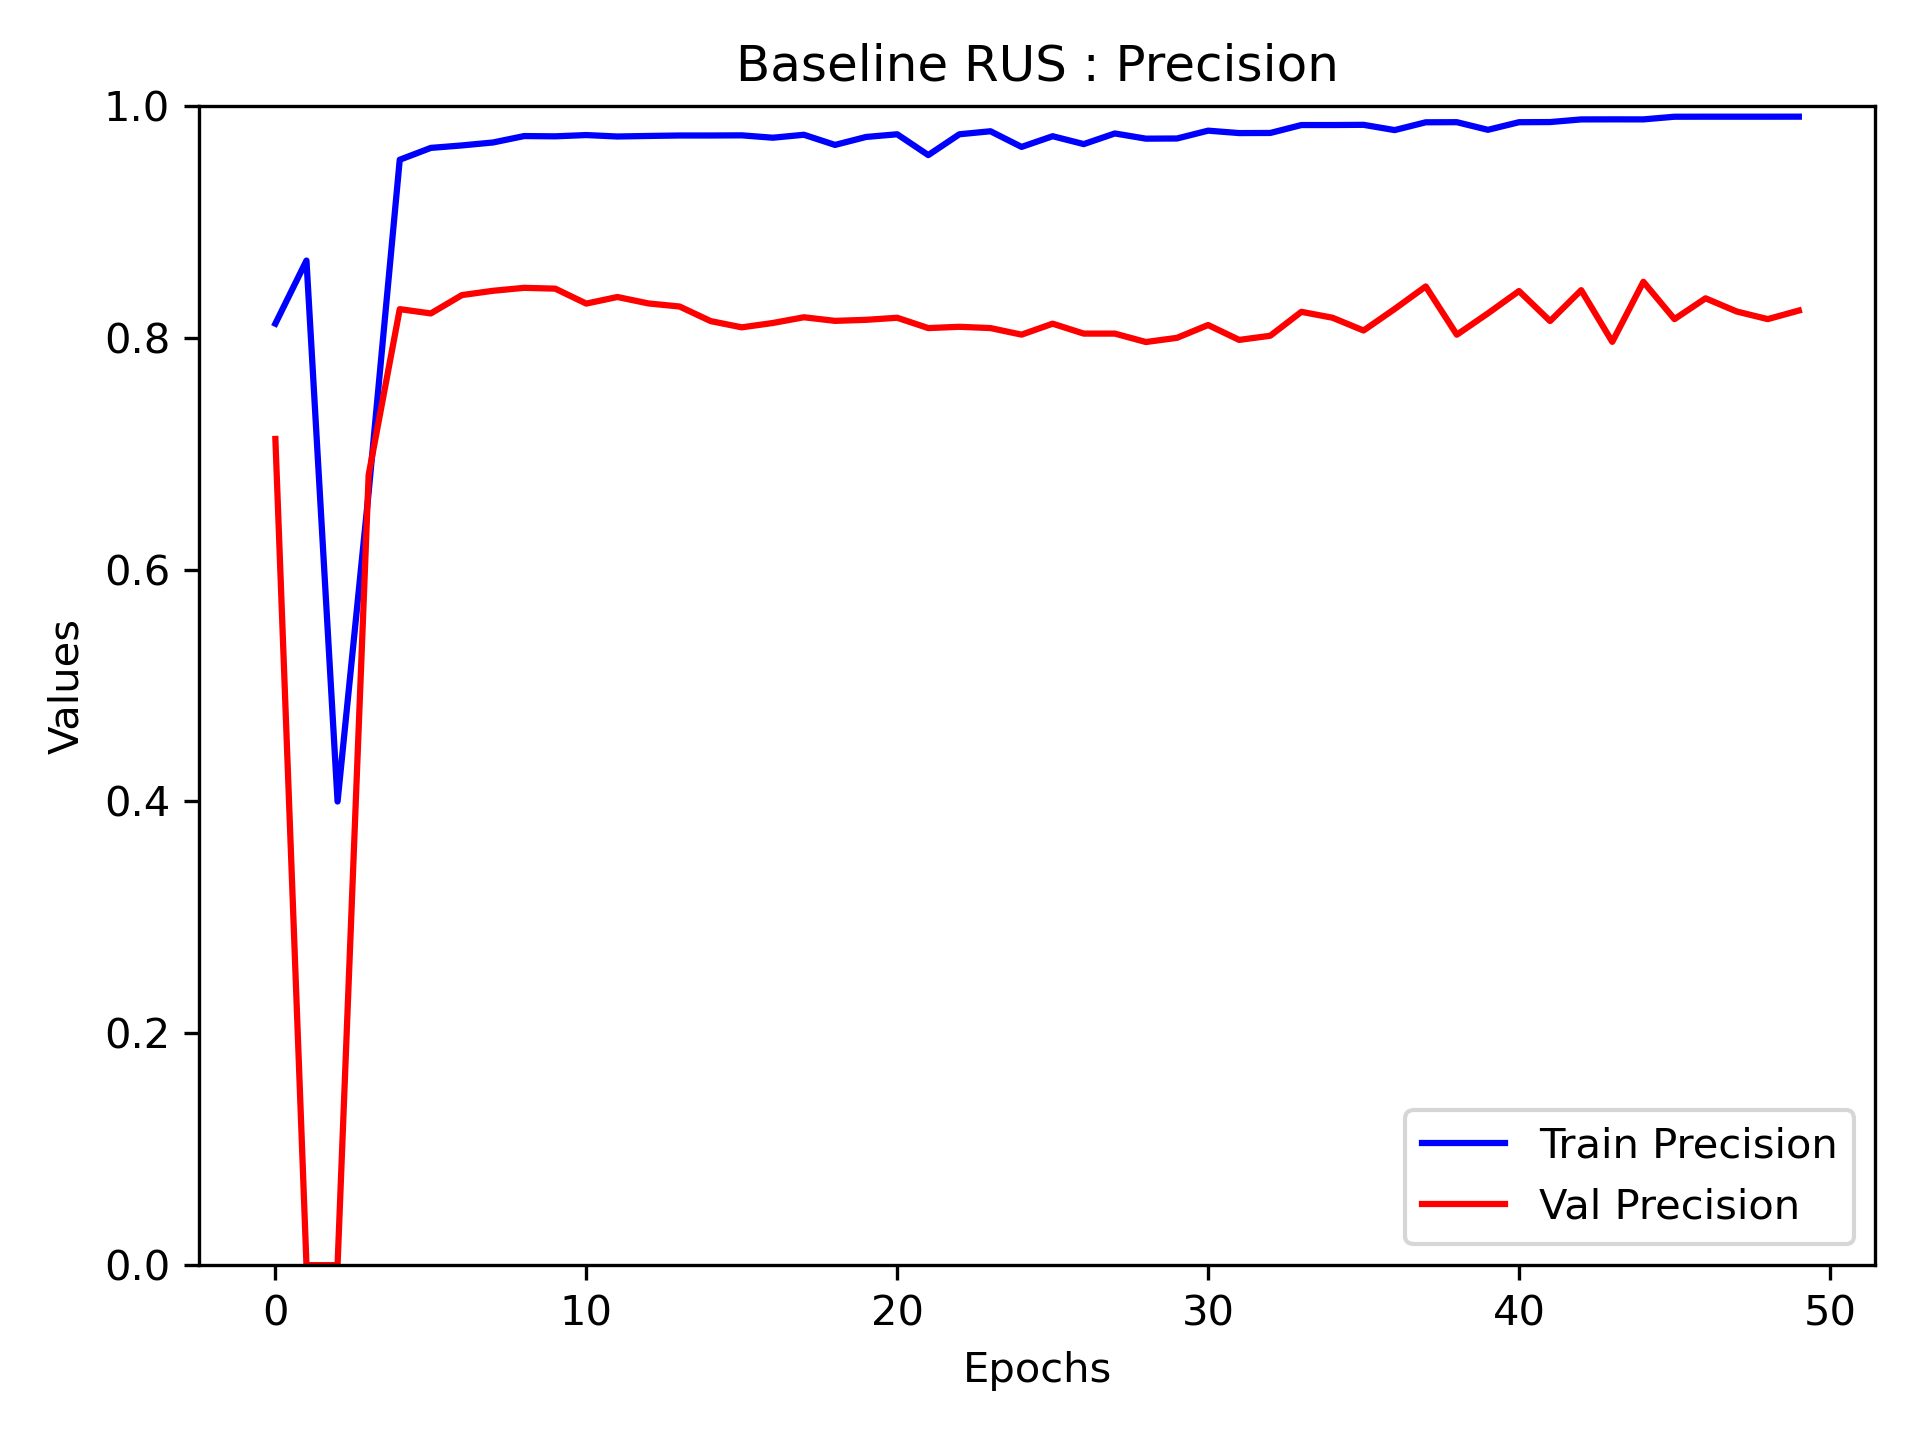 Baseline RUS : Precision
1.0
0.8
0.6
0.4
0.2
0.0
Values
0 10 20 30 40 50
Epochs
Train Precision
Val Precision